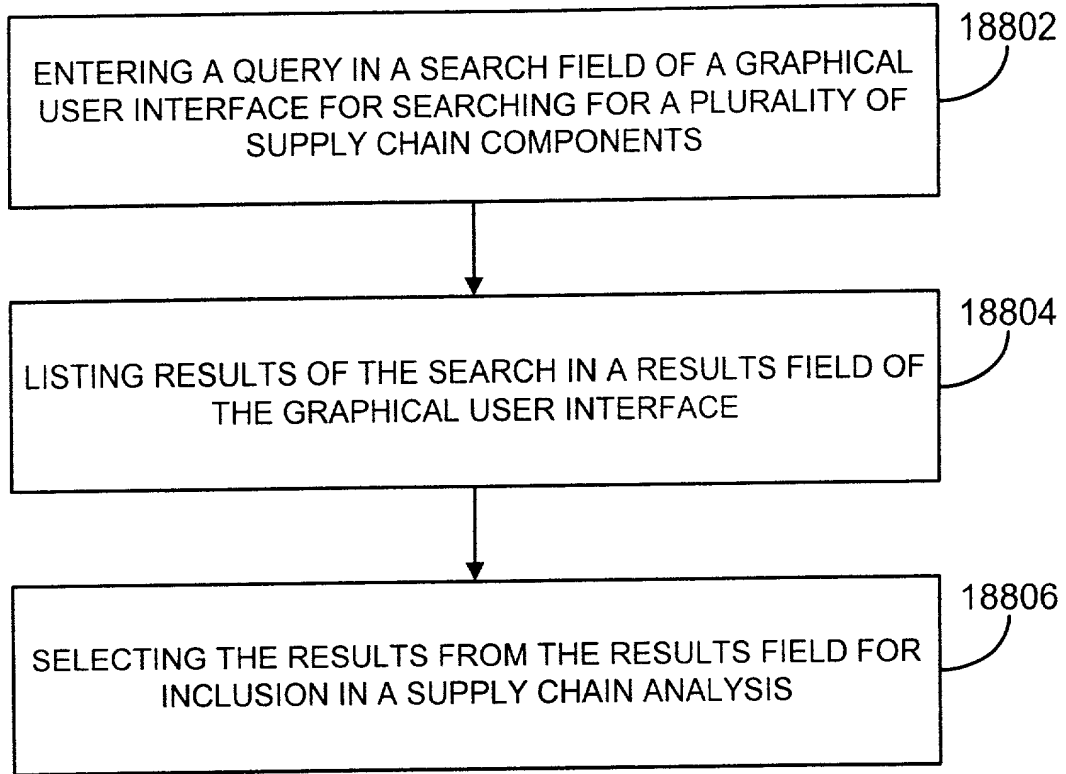 18802
ENTERING A QUERY IN A SEARCH FIELD OF A GRAPHICAL
USER INTERFACE FOR SEARCHING FOR A PLURALITY OF
SUPPLY CHAIN COMPONENTS
18804
LISTING RESULTS OF THE SEARCH IN A RESULTS FIELD OF
THE GRAPHICAL USER INTERFACE
18806
SELECTING THE RESULTS FROM THE RESULTS FIELD FOR
INCLUSION IN A SUPPLY CHAIN ANALYSIS